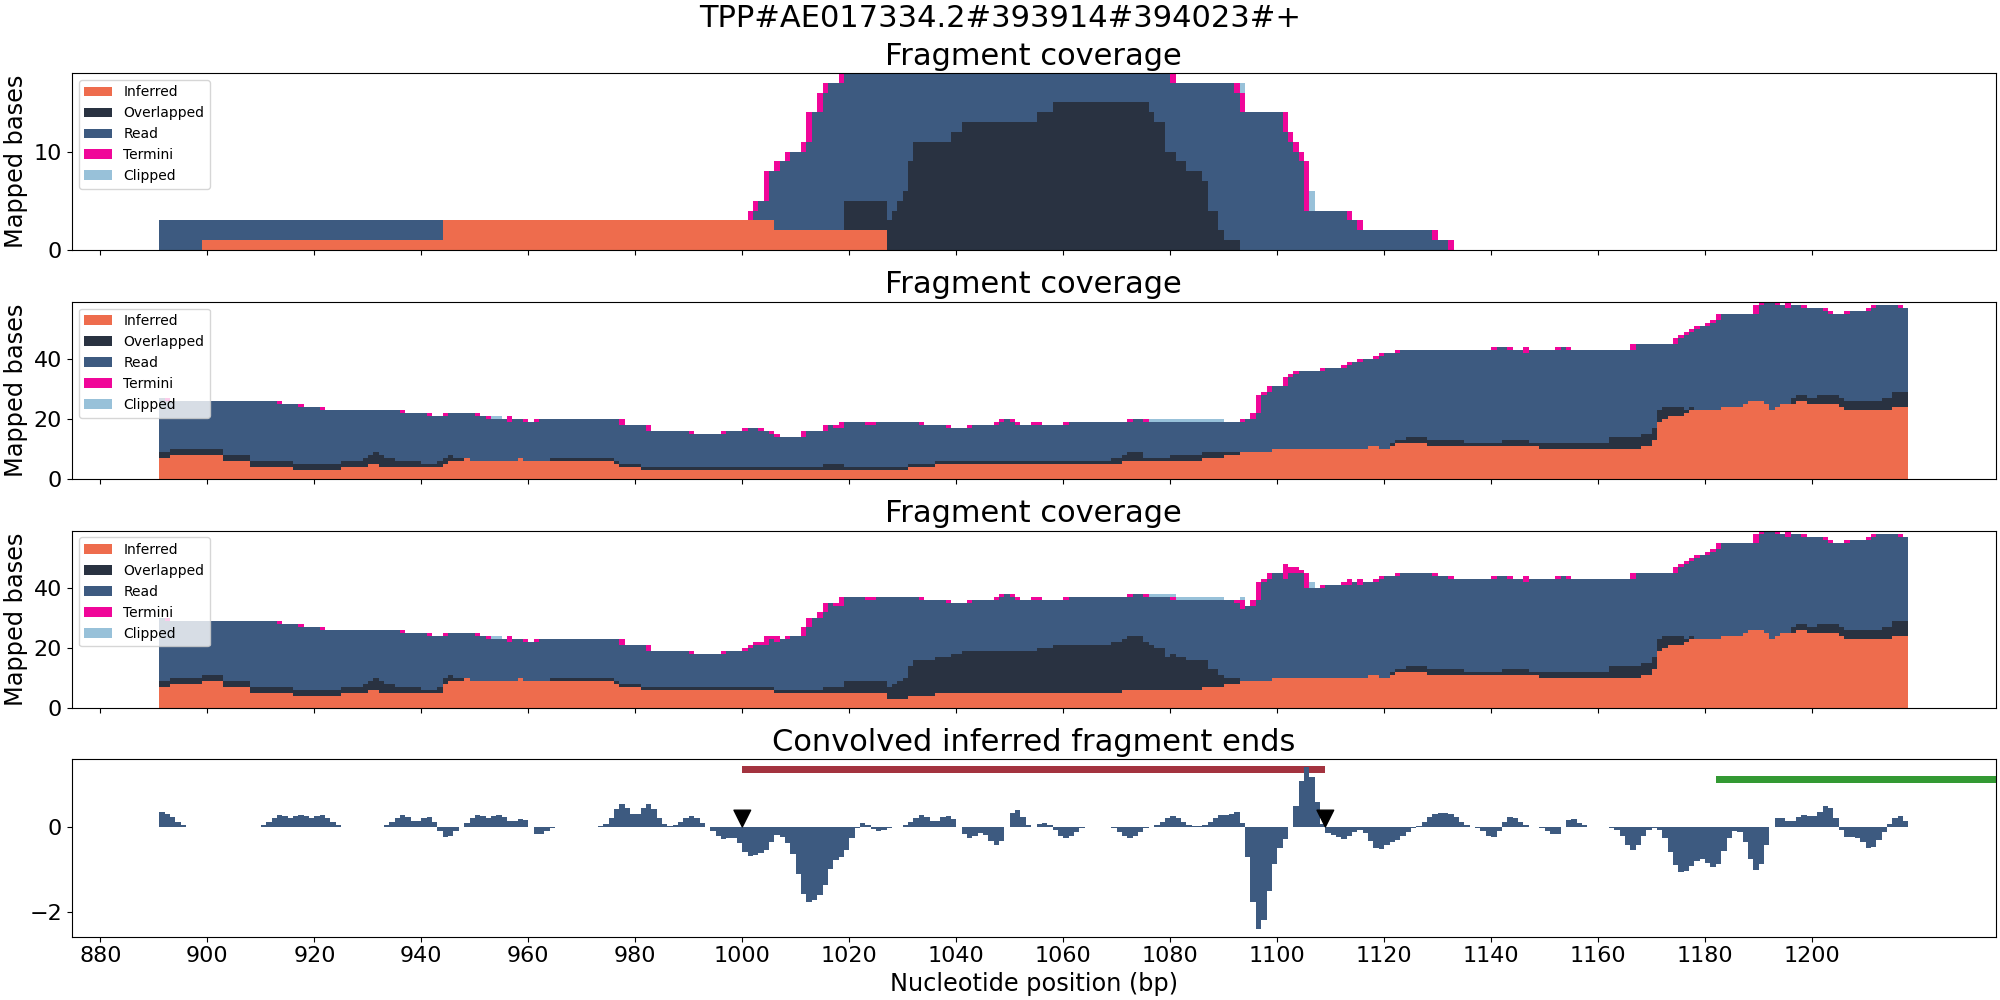 TPP#AE017334.2#393914#394023#+
Fragment coverage
Mapped bases
10
0
Inferred
Overlapped
Read
Termini
Clipped
Fragment coverage
Mapped bases
40
20
0
Inferred
Overlapped
Read
Termini
Clipped
Fragment coverage
Mapped bases
40
20
0
Inferred
Overlapped
Read
Termini
Clipped
Convolved inferred fragment ends
0
−2
880 900 920 940 960 980 1000 1020 1040 1060 1080 1100 1120 1140 1160 1180 1200
Nucleotide position (bp)